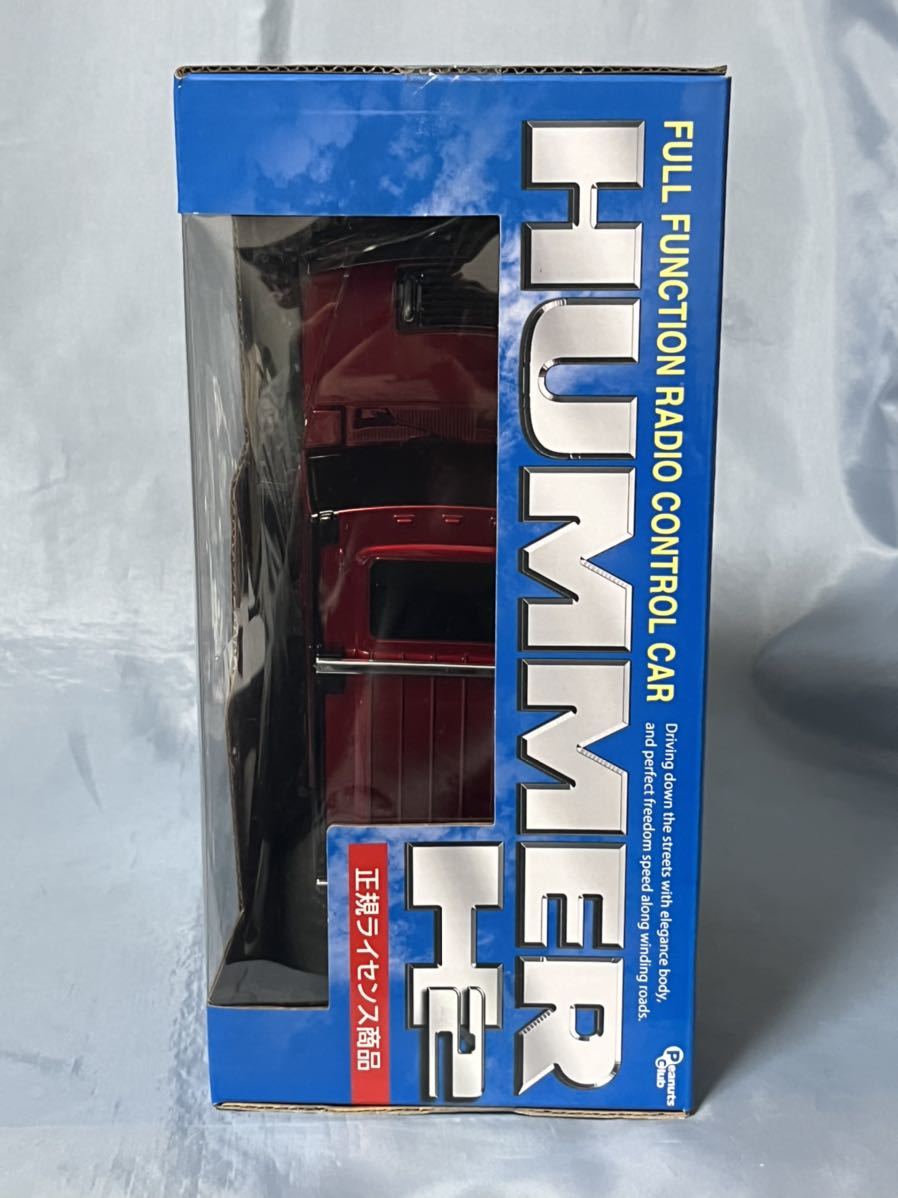 FULL FUNCTION RADIO CONTROL CAR
Driving down the streets with elegance body,
and perfect freedom speed along winding roads.
HUMMER
H2
正規ライセンス商品
Peanuts
Club